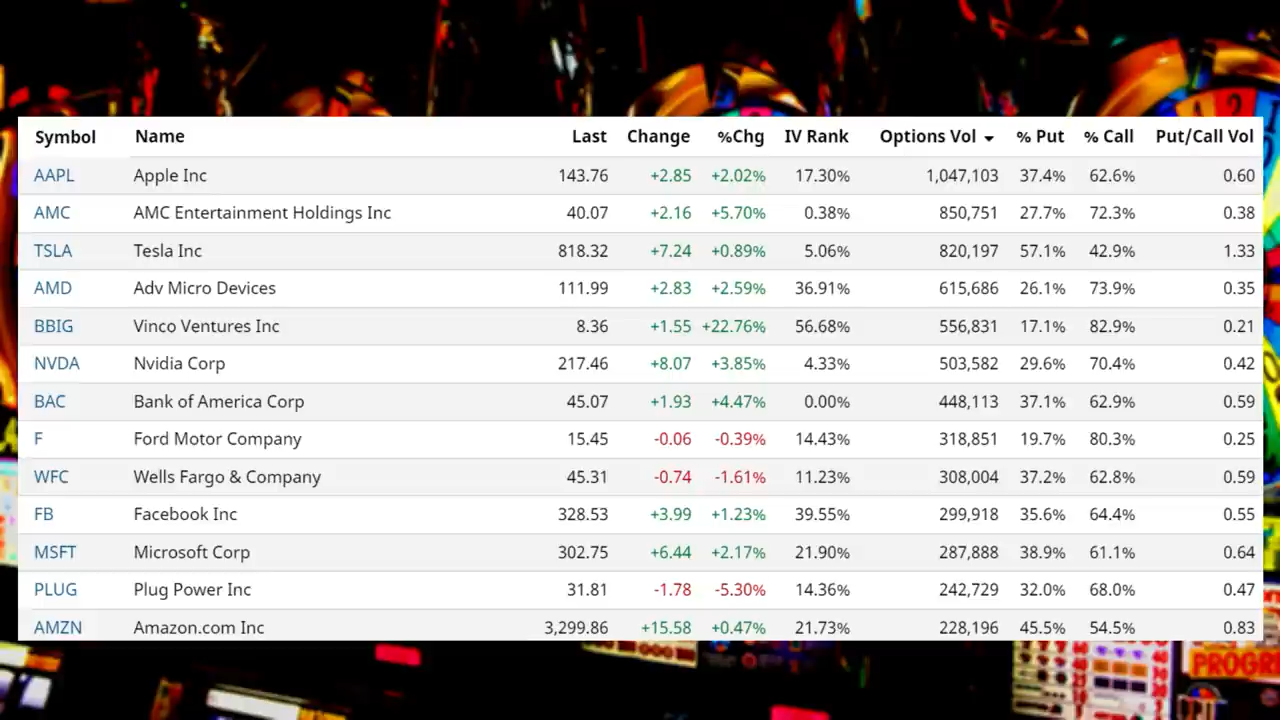 Symbol Name Last Change %Chg IV Rank Options Vol % Put % Call Put/Call Vol
AAPL Apple Inc 143.76 +2.85 +2.02% 17.30% 1,047,103 37.4% 62.6% 0.60
AMC AMC Entertainment Holdings Inc 40.07 +2.16 +5.70% 0.38% 850,751 27.7% 72.3% 0.38
TSLA Tesla Inc 818.32 +7.24 +0.89% 5.06% 820,197 57.1% 42.9% 1.33
AMD Adv Micro Devices 111.99 +2.83 +2.59% 36.91% 615,686 26.1% 73.9% 0.35
BBIG Vinco Ventures Inc 8.36 +1.55 +22.76% 56.68% 556,831 17.1% 82.9% 0.21
NVDA Nvidia Corp 217.46 +8.07 +3.85% 4.33% 503,582 29.6% 70.4% 0.42
BAC Bank of America Corp 45.07 +1.93 +4.47% 0.00% 448,113 37.1% 62.9% 0.59
F Ford Motor Company 15.45 -0.06 -0.39% 14.43% 318,851 19.7% 80.3% 0.25
WFC Wells Fargo & Company 45.31 -0.74 -1.61% 11.23% 308,004 37.2% 62.8% 0.59
FB Facebook Inc 328.53 +3.99 +1.23% 39.55% 299,918 35.6% 64.4% 0.55
MSFT Microsoft Corp 302.75 +6.44 +2.17% 21.90% 287,888 38.9% 61.1% 0.64
PLUG Plug Power Inc 31.81 -1.78 -5.30% 14.36% 242,729 32.0% 68.0% 0.47
AMZN Amazon.com Inc 3,299.86 +15.58 +0.47% 21.73% 228,196 45.5% 54.5% 0.83
PROGR